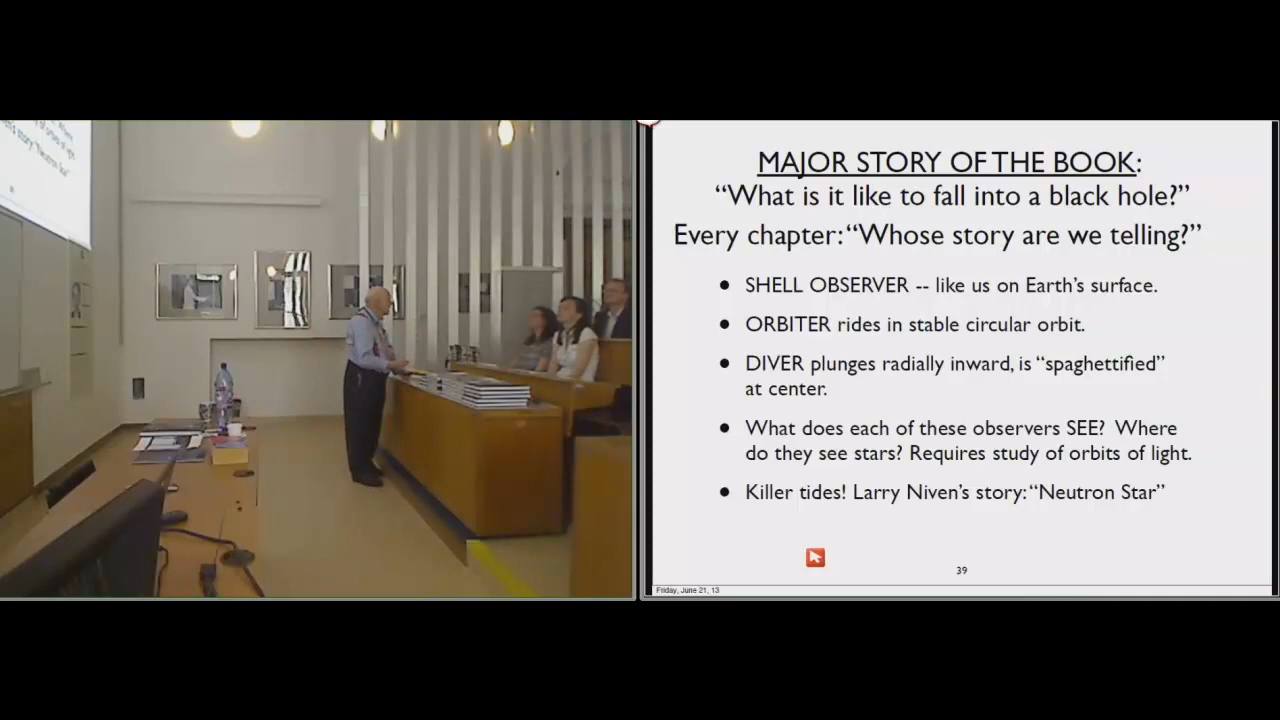 MAJOR STORY OF THE BOOK:
“What is it like to fall into a black hole?”
Every chapter: “Whose story are we telling?”
• SHELL OBSERVER -- like us on Earth’s surface.
• ORBITER rides in stable circular orbit.
• DIVER plunges radially inward, is “spaghettified”
at center.
• What does each of these observers SEE? Where
do they see stars? Requires study of orbits of light.
• Killer tides! Larry Niven’s story: “Neutron Star”
39
Friday, June 21, 13